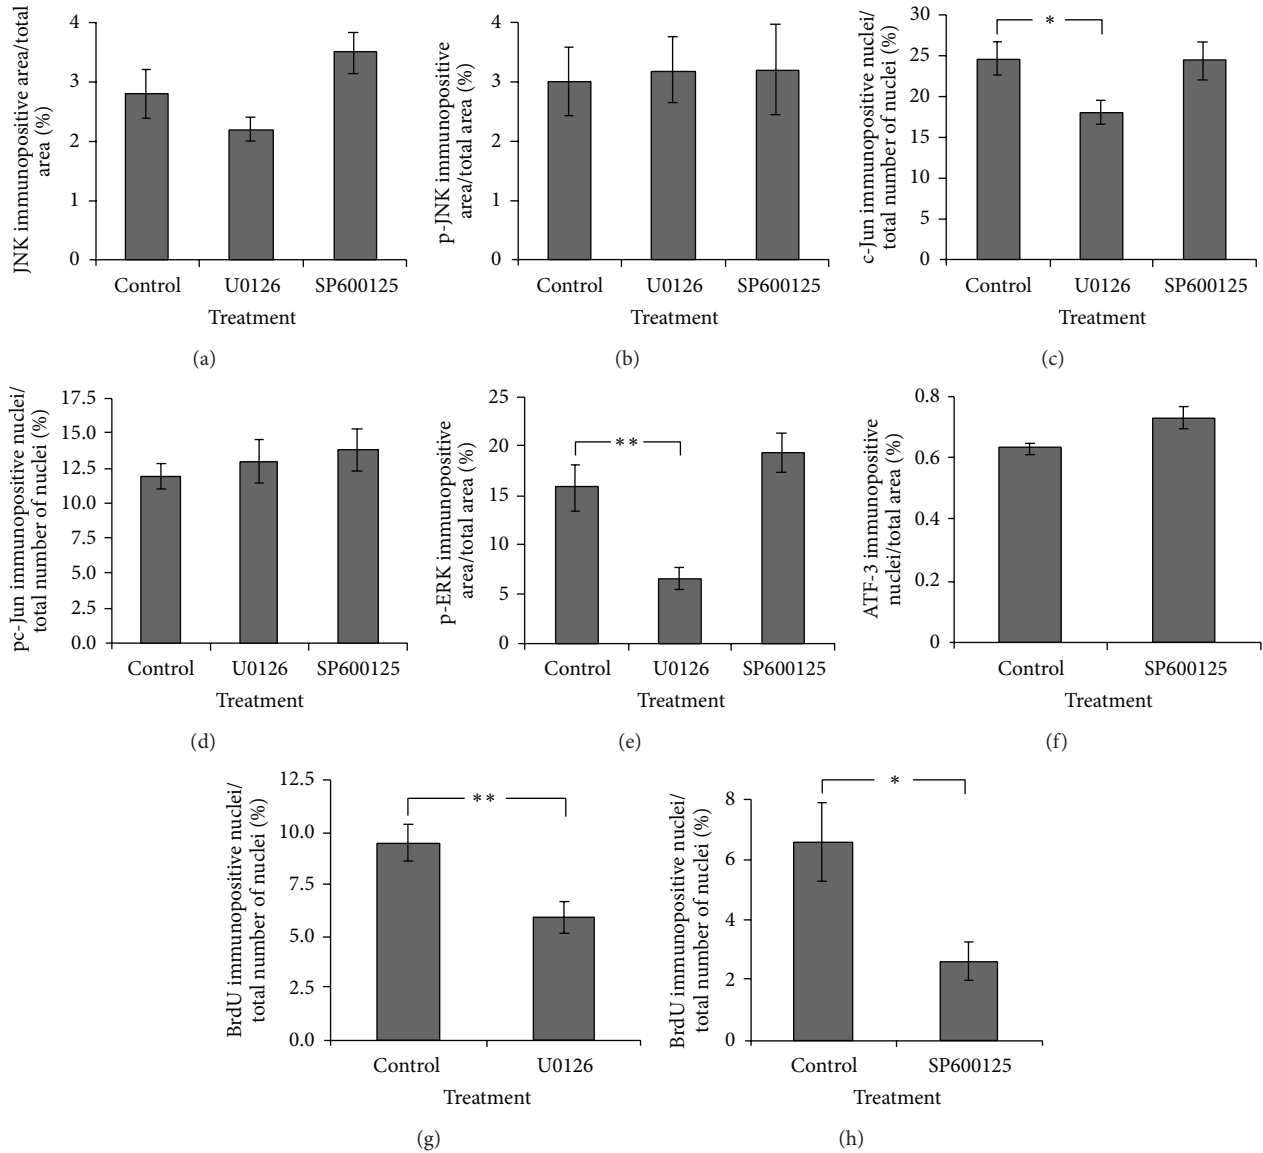 JNK immunopositive area/total
area (%)
4
3
2
1
0
Control
U0126
SP600125
Treatment
(a)
p-JNK immunopositive
area/total area (%)
4
3
2
1
0
Control
U0126
SP600125
Treatment
(b)
c-Jun immunopositive nuclei/
total number of nuclei (%)
30
25
20
15
10
5
0
*
Control
U0126
SP600125
Treatment
(c)
pc-Jun immunopositive nuclei/
total number of nuclei (%)
17.5
15.0
12.5
10.0
7.5
5.0
2.5
0.0
Control
U0126
SP600125
Treatment
(d)
p-ERK immunopositive
area/total area (%)
25
20
15
10
5
0
**
Control
U0126
SP600125
Treatment
(e)
ATF-3 immunopositive
nuclei/total area (%)
0.8
0.6
0.4
0.2
0
Control
SP600125
Treatment
(f)
BrdU immunopositive nuclei/
total number of nuclei (%)
12.5
10.0
7.5
5.0
2.5
0.0
**
Control
U0126
Treatment
(g)
BrdU immunopositive nuclei/
total number of nuclei (%)
8
6
4
2
0
*
Control
SP600125
Treatment
(h)